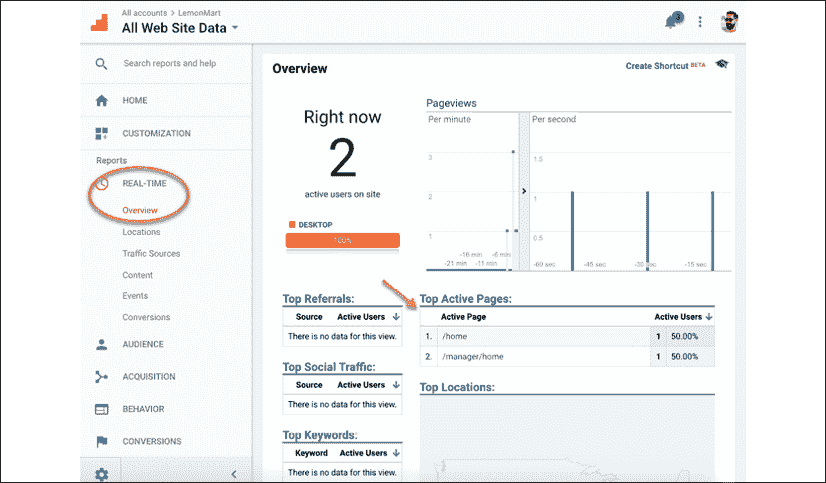 All accounts > LemonMart
All Web Site Data
3
Search reports and help
HOME
CUSTOMIZATION
Reports
REAL-TIME
Overview
Locations
Traffic Sources
Content
Events
Conversions
AUDIENCE
ACQUISITION
BEHAVIOR
CONVERSIONS
Overview
Create Shortcut BETA
Right now
2
active users on site
DESKTOP
100%
Pageviews
Per minute
Per second
3
2
1
-16 min
-6 min
-21 min
-11 min
1.5
1
0.5
-60 sec
-45 sec
-30 sec
-15 sec
Top Referrals:
Source Active Users
There is no data for this view.
Top Social Traffic:
Source Active Users
There is no data for this view.
Top Keywords:
Keyword Active Users
There is no data for this view.
Top Active Pages:
Active Page Active Users
1. /home 1 50.00%
2. /manager/home 1 50.00%
Top Locations: